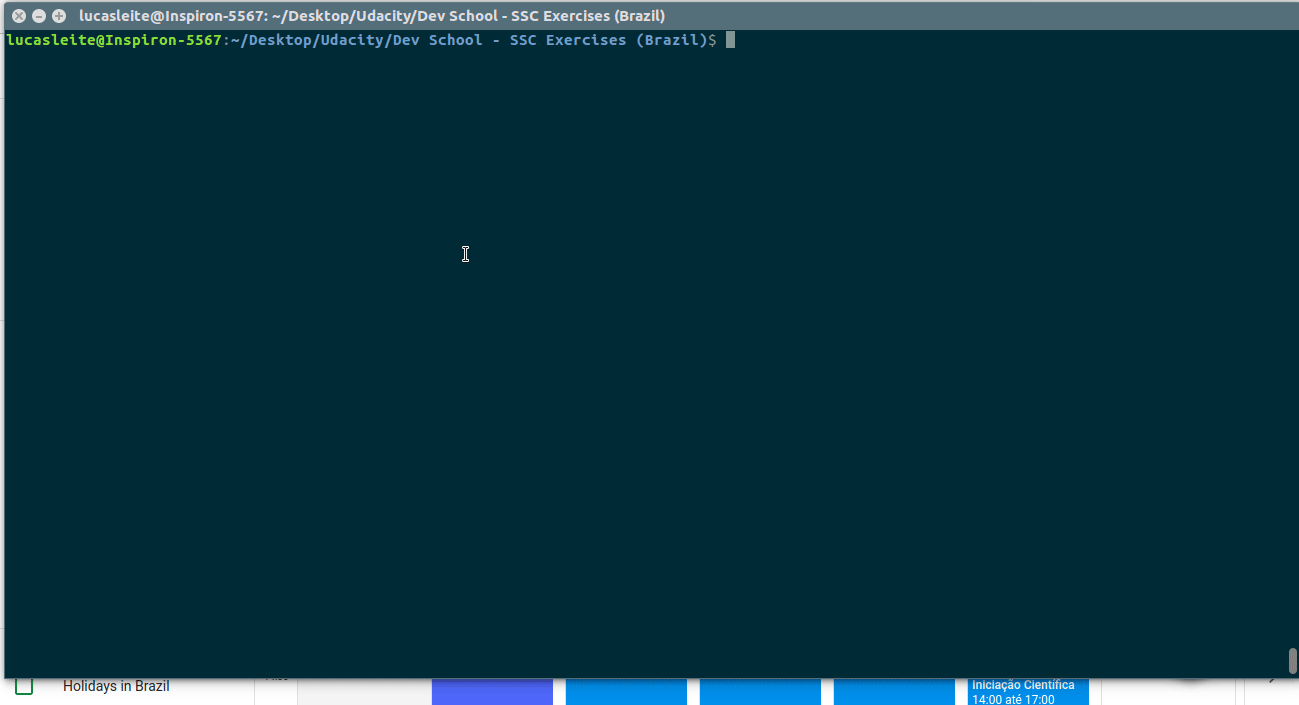 lucasleite@Inspiron-5567: ~/Desktop/Udacity/Dev School - SSC Exercises (Brazil)
lucasleite@Inspiron-5567:~/Desktop/Udacity/Dev School - SSC Exercises (Brazil)$
Holidays in Brazil
Iniciação Científica
14:00 até 17:00